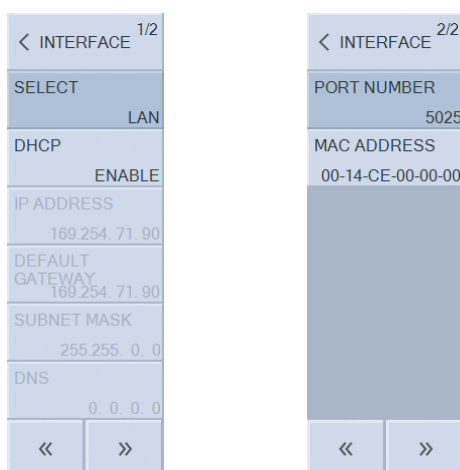 INTERFACE 1/2
SELECT
LAN
DHCP
ENABLE
IP ADDRESS
169.254. 71. 90
DEFAULT
GATEWAY
169.254. 71. 90
SUBNET MASK
255.255. 0. 0
DNS
0. 0. 0. 0
« »
INTERFACE 2/2
PORT NUMBER
5025
MAC ADDRESS
00-14-CE-00-00-00
« »